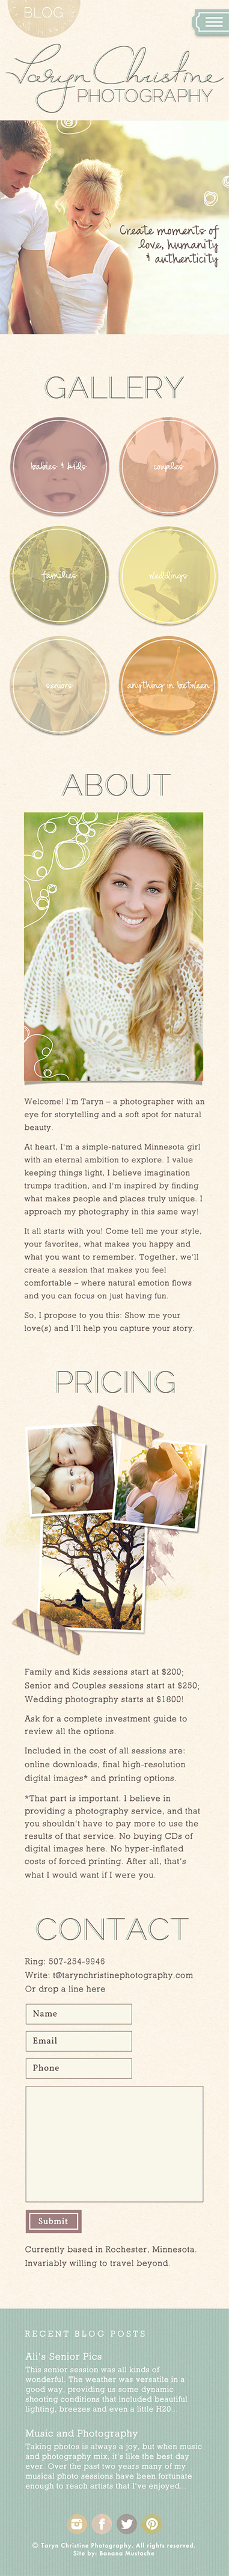 BLOG
Taryn Christine
PHOTOGRAPHY
Create moments of
love, humanity
& authenticity
GALLERY
babies & kids
couples
families
weddings
seniors
anything in between
ABOUT
Welcome! I'm Taryn – a photographer with an
eye for storytelling and a soft spot for natural
beauty.
At heart, I'm a simple-natured Minnesota girl
with an eternal ambition to explore. I value
keeping things light, I believe imagination
trumps tradition, and I'm inspired by finding
what makes people and places truly unique. I
approach my photography in this same way!
It all starts with you! Come tell me your style,
your favorites, what makes you happy and
what you want to remember. Together, we'll
create a session that makes you feel
comfortable – where natural emotion flows
and you can focus on just having fun.
So, I propose to you this: Show me your
love(s) and I'll help you capture your story.
PRICING
Family and Kids sessions start at $200;
Senior and Couples sessions start at $250;
Wedding photography starts at $1800!
Ask for a complete investment guide to
review all the options.
Included in the cost of all sessions are:
online downloads, final high-resolution
digital images* and printing options.
*That part is important. I believe in
providing a photography service, and that
you shouldn't have to pay more to use the
results of that service. No buying CDs of
digital images here. No hyper-inflated
costs of forced printing. After all, that's
what I would want if I were you.
CONTACT
Ring: 507-254-9946
Write: t@tarynchristinephotography.com
Or drop a line here
Name
Email
Phone
Submit
Currently based in Rochester, Minnesota.
Invariably willing to travel beyond.
RECENT BLOG POSTS
Ali's Senior Pics
This senior session was all kinds of
wonderful. The weather was versatile in a
good way, providing us some dynamic
shooting conditions that included beautiful
lighting, breezes and even a little H20.
Music and Photography
Taking photos is always a joy, but when music
and photography mix, it's like the best day
ever. Over the past two years many of my
musical photo sessions have been fortunate
enough to reach artists that I've enjoyed...
© Taryn Christine Photography. All rights reserved.
Site by: Banana Mustache